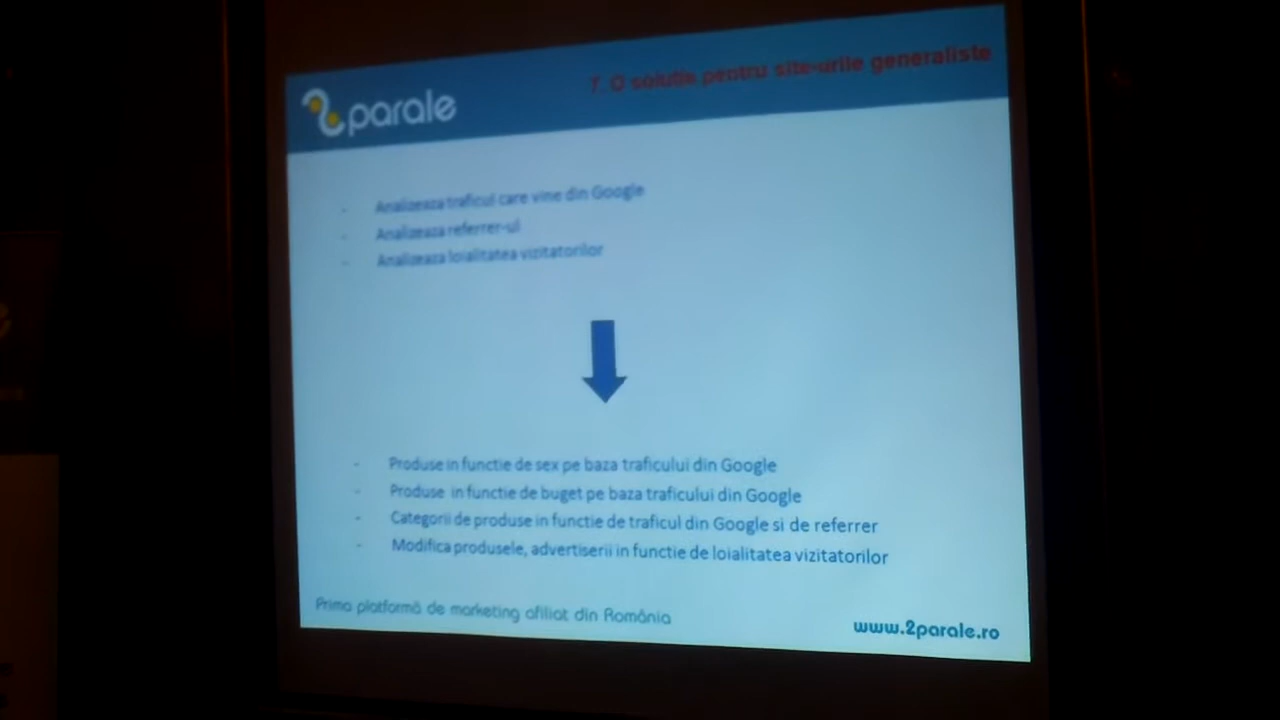 2parale
7. O soluție pentru site-urile generaliste
- Analizeaza traficul care vine din Google
- Analizeaza referrer-ul
- Analizeaza loialitatea vizitatorilor
- Produse in functie de sex pe baza traficului din Google
- Produse in functie de buget pe baza traficului din Google
- Categorii de produse in functie de traficul din Google si de referrer
- Modifica produsele, advertiserii in functie de loialitatea vizitatorilor
Prima platformă de marketing afiliat din România
www.2parale.ro